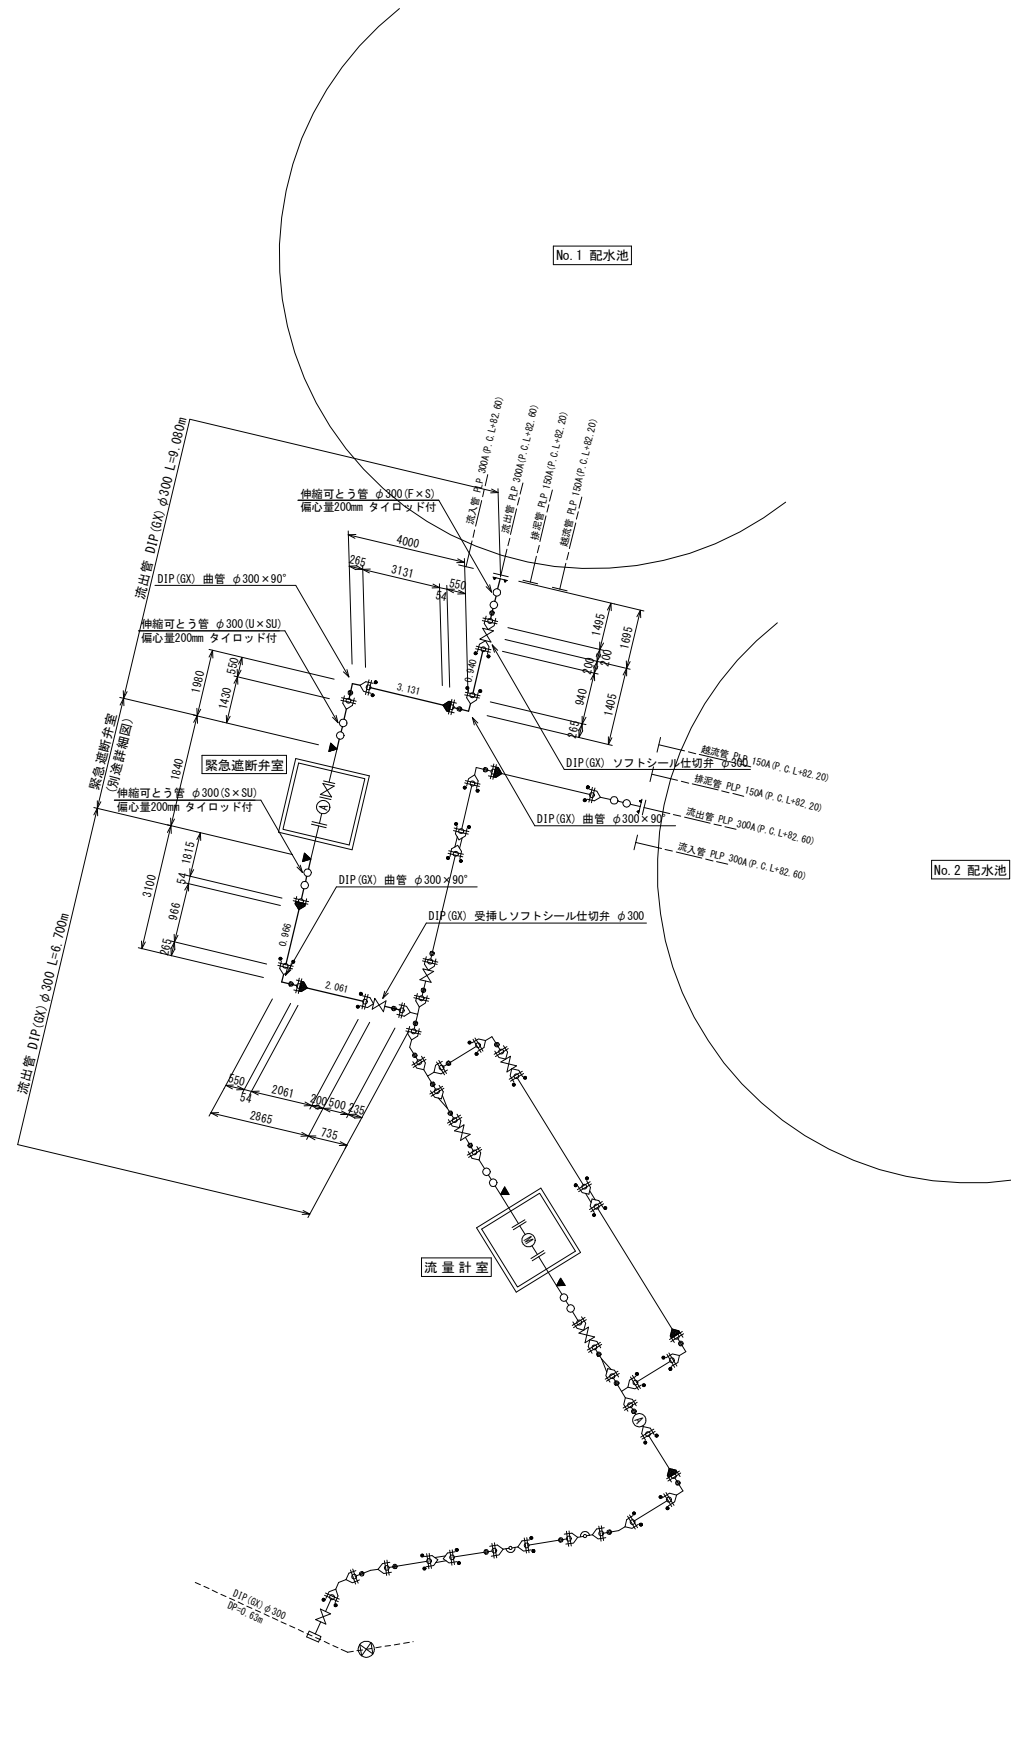 No.1 配水池
流出管 DIP(GX)φ300 L=9.080m
流入管 PLP 300A(P.C.L+82.60)
流出管 PLP 300A(P.C.L+82.60)
排泥管 PLP 150A(P.C.L+82.20)
越流管 PLP 150A(P.C.L+82.20)
伸縮可とう管 φ300(F×S)
偏心量200mm タイロッド付
4000
265
3131
54
550
DIP(GX) 曲管 φ300×90°
伸縮可とう管 φ300(U×SU)
偏心量200mm タイロッド付
1495
1695
200
200
940
1405
265
0.940
3.131
550
1980
1430
緊急遮断弁室
(別途詳細図)
1840
緊急遮断弁室
A
DIP(GX) ソフトシール仕切弁 φ300
越流管 PLP 150A(P.C.L+82.20)
排泥管 PLP 150A(P.C.L+82.20)
流出管 PLP 300A(P.C.L+82.60)
流入管 PLP 300A(P.C.L+82.60)
DIP(GX) 曲管 φ300×90°
No.2 配水池
伸縮可とう管 φ300(S×SU)
偏心量200mm タイロッド付
1815
3100
54
966
265
0.966
DIP(GX) 曲管 φ300×90°
DIP(GX) 受挿しソフトシール仕切弁 φ300
2.061
流出管 DIP(GX)φ300 L=6.700m
550
54
2061
200
500
235
2865
735
M
流量計室
A
DIP(GX)φ300
DP=0.63m